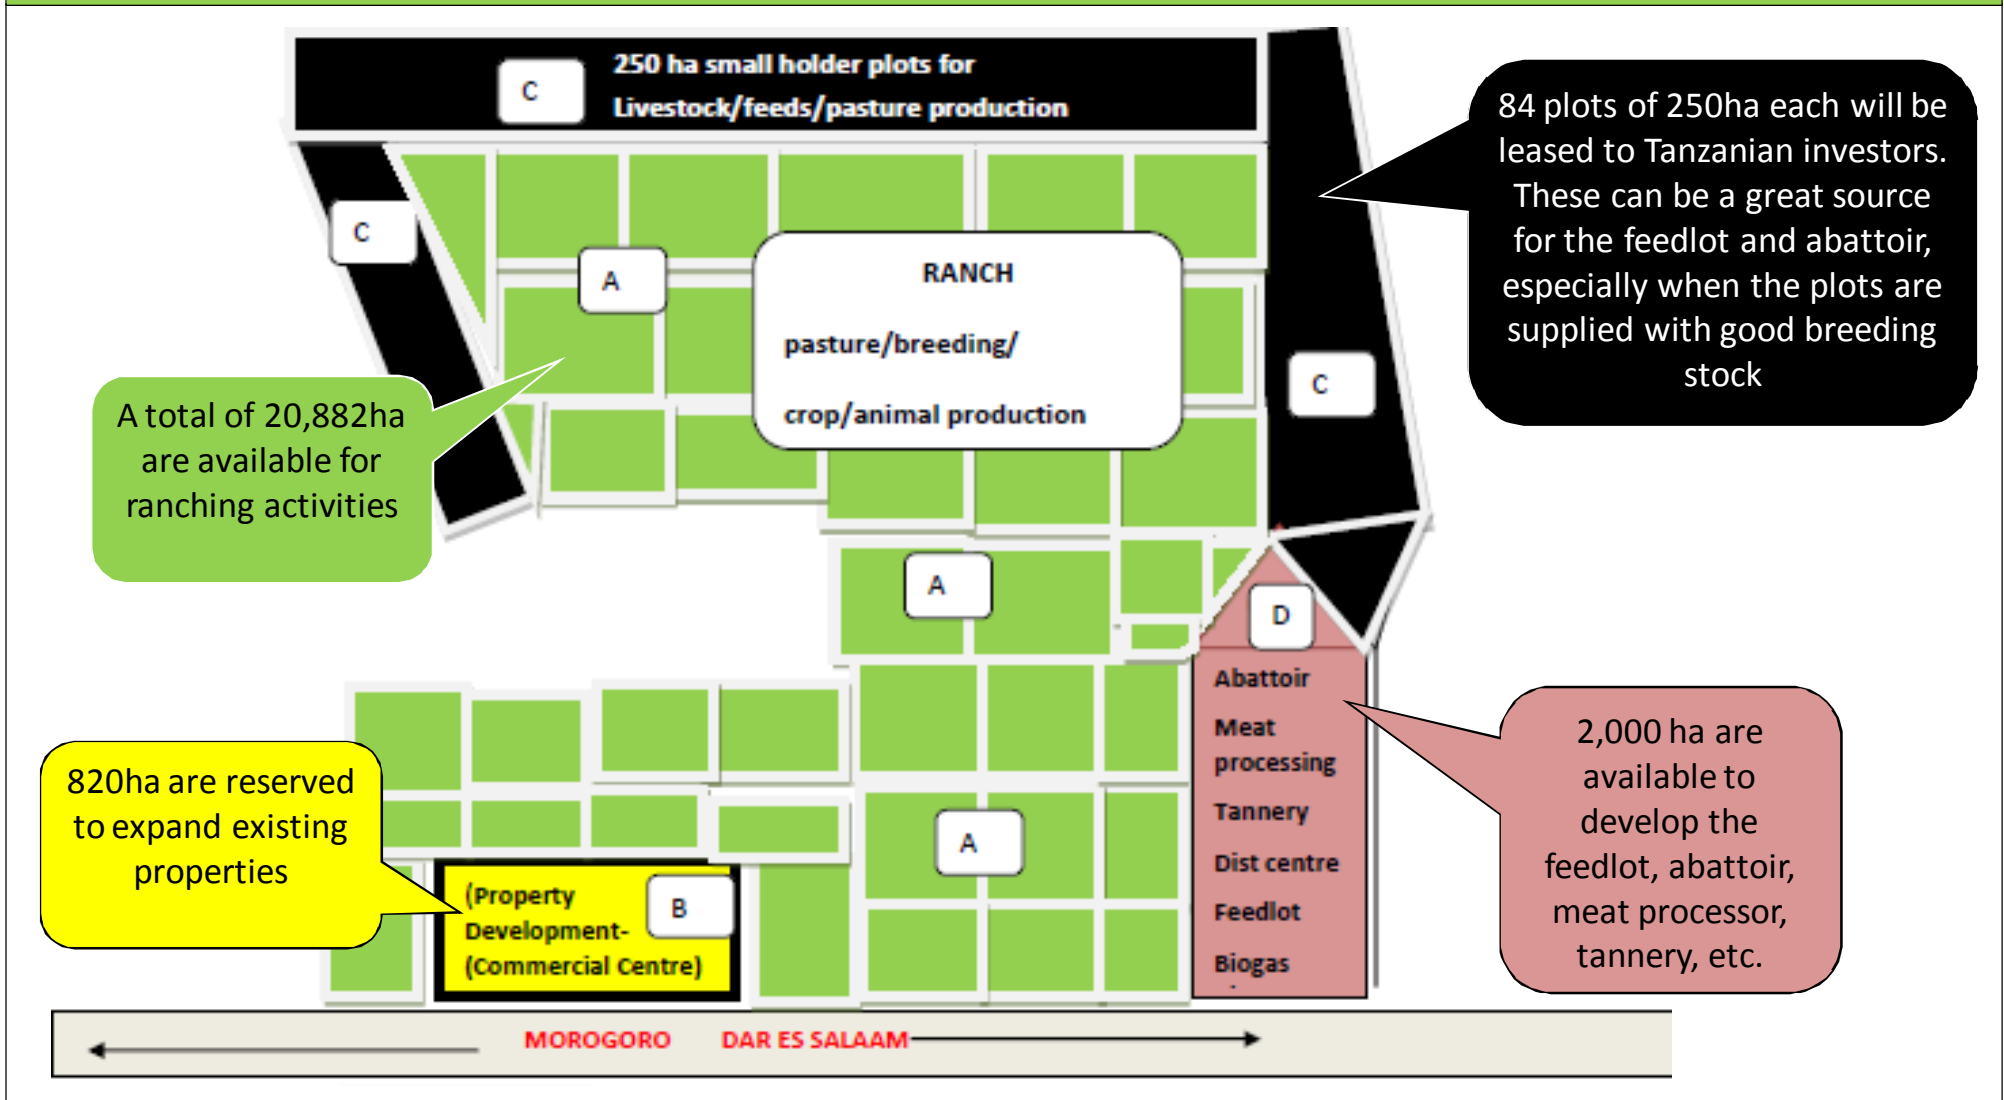 250 ha small holder plots for
Livestock/feeds/pasture production
C
C
C
84 plots of 250ha each will be
leased to Tanzanian investors.
These can be a great source
for the feedlot and abattoir,
especially when the plots are
supplied with good breeding
stock
A
RANCH
pasture/breeding/
crop/animal production
A total of 20,882ha
are available for
ranching activities
A
D
Abattoir
Meat
processing
Tannery
Dist centre
Feedlot
Biogas
2,000 ha are
available to
develop the
feedlot, abattoir,
meat processor,
tannery, etc.
820ha are reserved
to expand existing
properties
A
(Property
Development-
(Commercial Centre)
B
MOROGORO DAR ES SALAAM